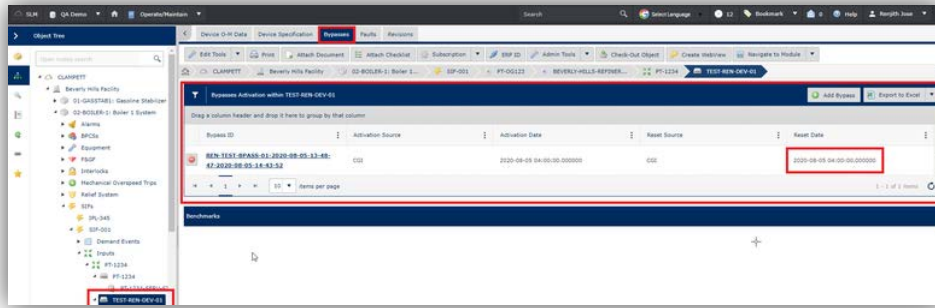 SLM QA Demo Operate/Maintain Search Select Language 12 Bookmark 0 Help Renjith Jose
Object Tree
Device O-M Data Device Specification Bypasses Faults Revisions
Edit Tools Print Attach Document Attach Checklist Subscription ERP ID Admin Tools Check-Out Object Create WebView Navigate to Module
CLAMPETT Beverly Hills Facility 02-BOILER-1: Boiler 1... SIF-001 PT-OG123 BEVERLY-HILLS-REFINER... PT-1234 TEST-REN-DEV-01
CLAMPETT
Beverly Hills Facility
01-GASSTAB1: Gasoline Stabilizer
02-BOILER-1: Boiler 1 System
Alarms
BPCSs
Equipment
F&GF
Interlocks
Mechanical Overspeed Trips
Relief System
SIFs
IPL-345
SIF-001
Demand Events
Inputs
PT-1234
PT-1234
TEST-REN-DEV-01
Bypasses Activation within TEST-REN-DEV-01 Add Bypass Export to Excel
Drag a column header and drop it here to group by that column
Bypass ID Activation Source Activation Date Reset Source Reset Date
REN-TEST-BPASS-01-2020-08-05-13-48-
47-2020-08-05-14-43-52 CGI 2020-08-05 04:00:00.000000 CGI 2020-08-05 04:00:00.000000
1 10 items per page 1 - 1 of 1 items
Benchmarks